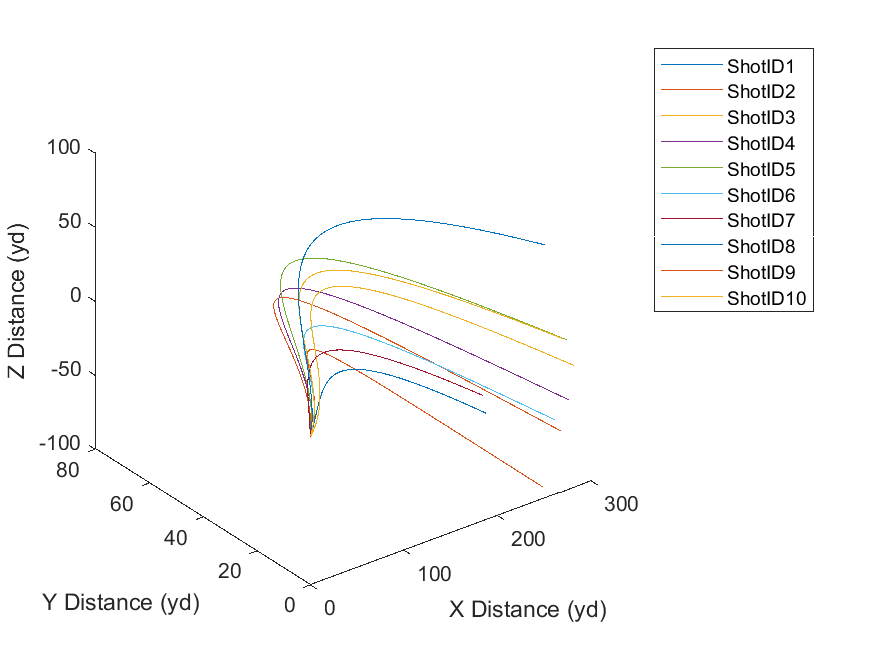 ShotID1
ShotID2
ShotID3
ShotID4
ShotID5
ShotID6
ShotID7
ShotID8
ShotID9
ShotID10
100
50
0
-50
-100
Z Distance (yd)
80
60
40
20
0
Y Distance (yd)
0
100
200
300
X Distance (yd)